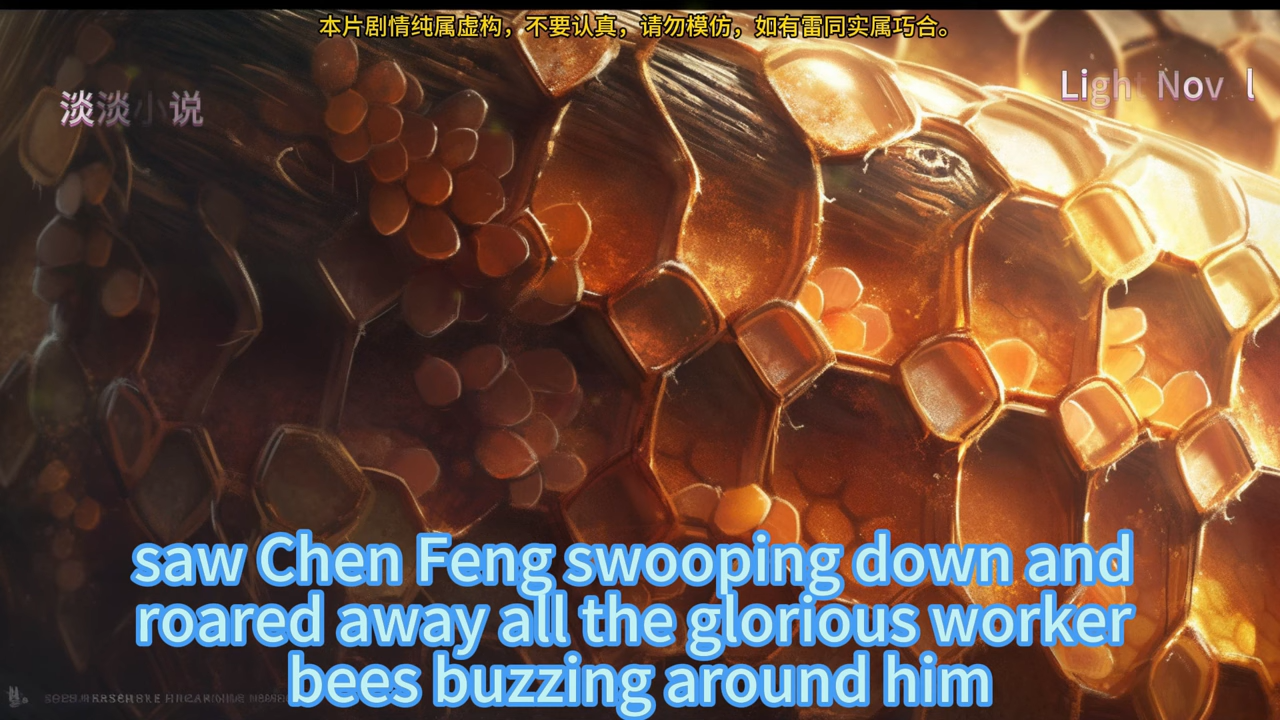 本片剧情纯属虚构，不要认真，请勿模仿，如有雷同实属巧合。
淡淡小说
Light Nov l
saw Chen Feng swooping down and
roared away all the glorious worker
bees buzzing around him